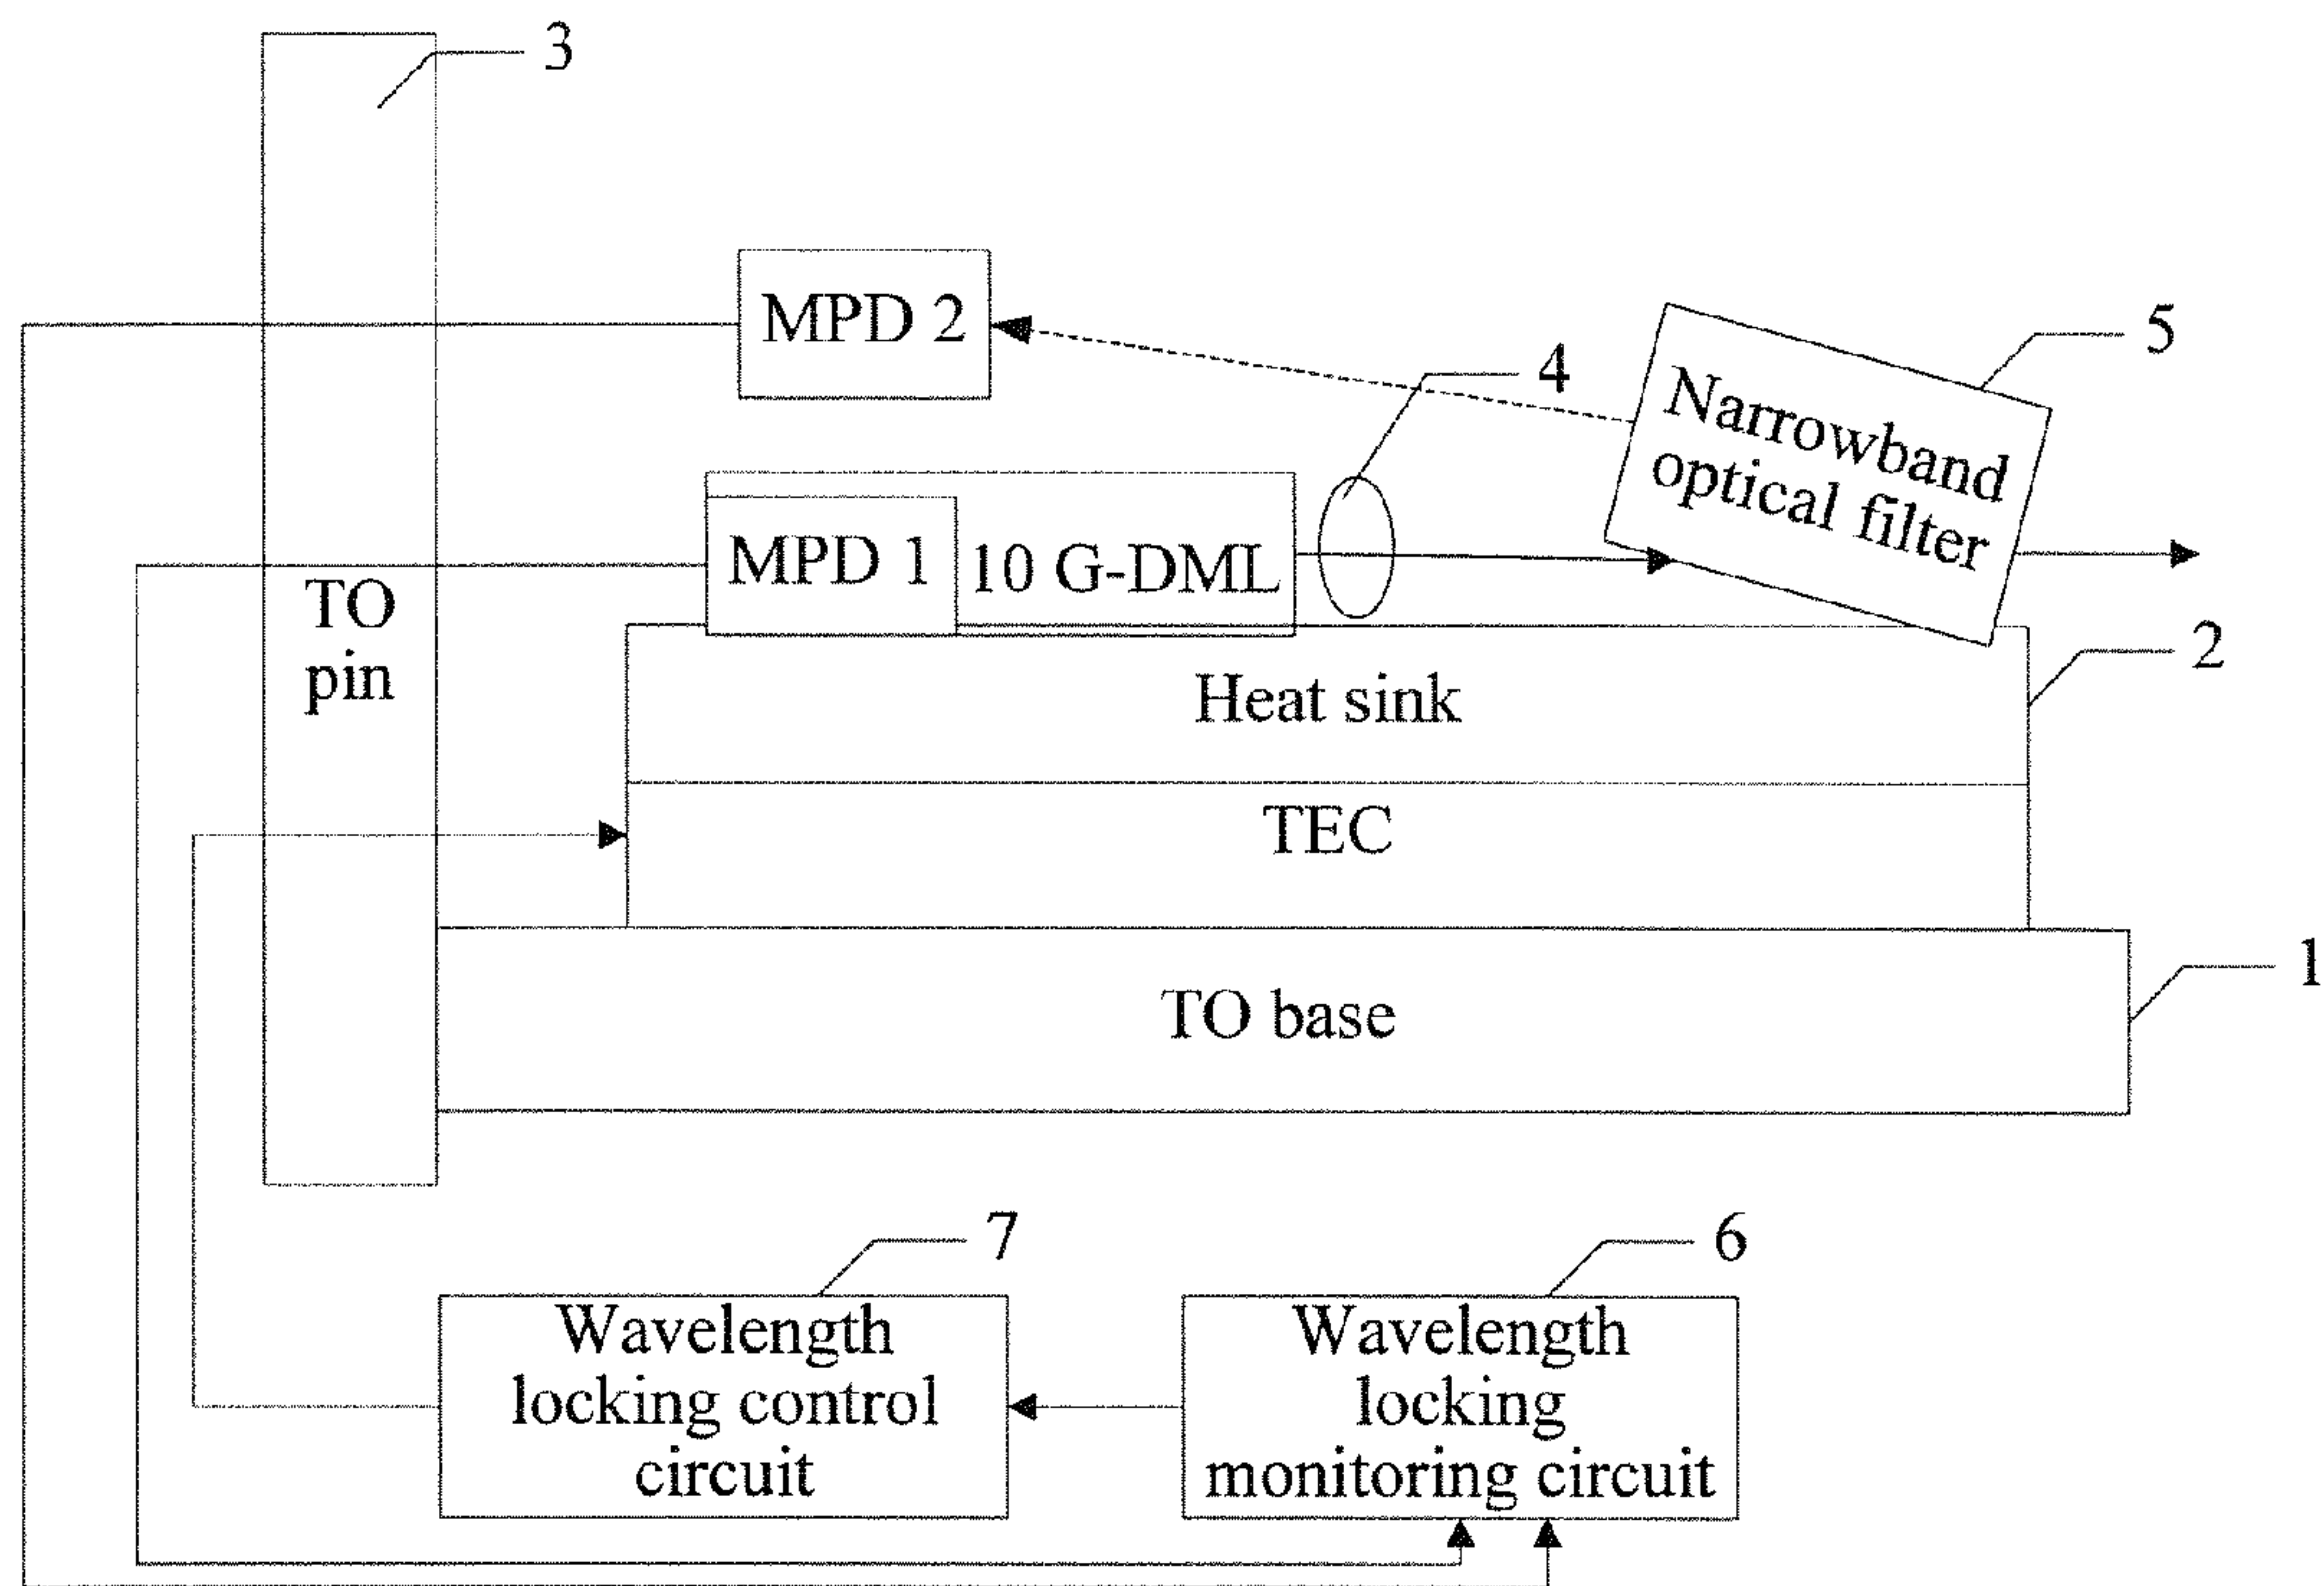 3
MPD 2
5
4
Narrowband
optical filter
MPD 1
10 G-DML
TO
pin
2
Heat sink
TEC
1
TO base
7
6
Wavelength
locking control
circuit
Wavelength
locking
monitoring circuit